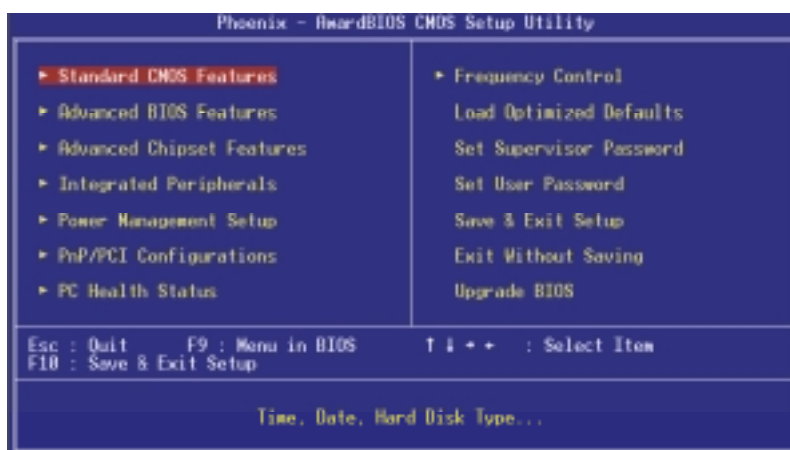 Phoenix - AwardBIOS CMOS Setup Utility
▸ Standard CMOS Features
▸ Advanced BIOS Features
▸ Advanced Chipset Features
▸ Integrated Peripherals
▸ Power Management Setup
▸ PnP/PCI Configurations
▸ PC Health Status
▸ Frequency Control
Load Optimized Defaults
Set Supervisor Password
Set User Password
Save & Exit Setup
Exit Without Saving
Upgrade BIOS
Esc : Quit F9 : Menu in BIOS ↑ ↓ → ← : Select Item
F10 : Save & Exit Setup
Time, Date, Hard Disk Type...